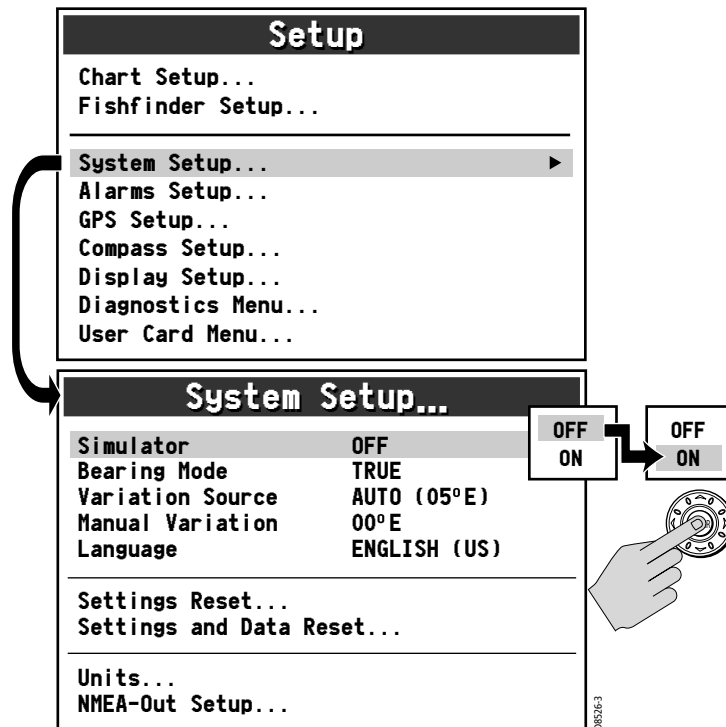 Setup
Chart Setup...
Fishfinder Setup...
System Setup...
Alarms Setup...
GPS Setup...
Compass Setup...
Display Setup...
Diagnostics Menu...
User Card Menu...
System Setup...
Simulator OFF
Bearing Mode TRUE
Variation Source AUTO (05°E)
Manual Variation 00°E
Language ENGLISH (US)
Settings Reset...
Settings and Data Reset...
Units...
NMEA-Out Setup...
OFF
ON
OFF
ON